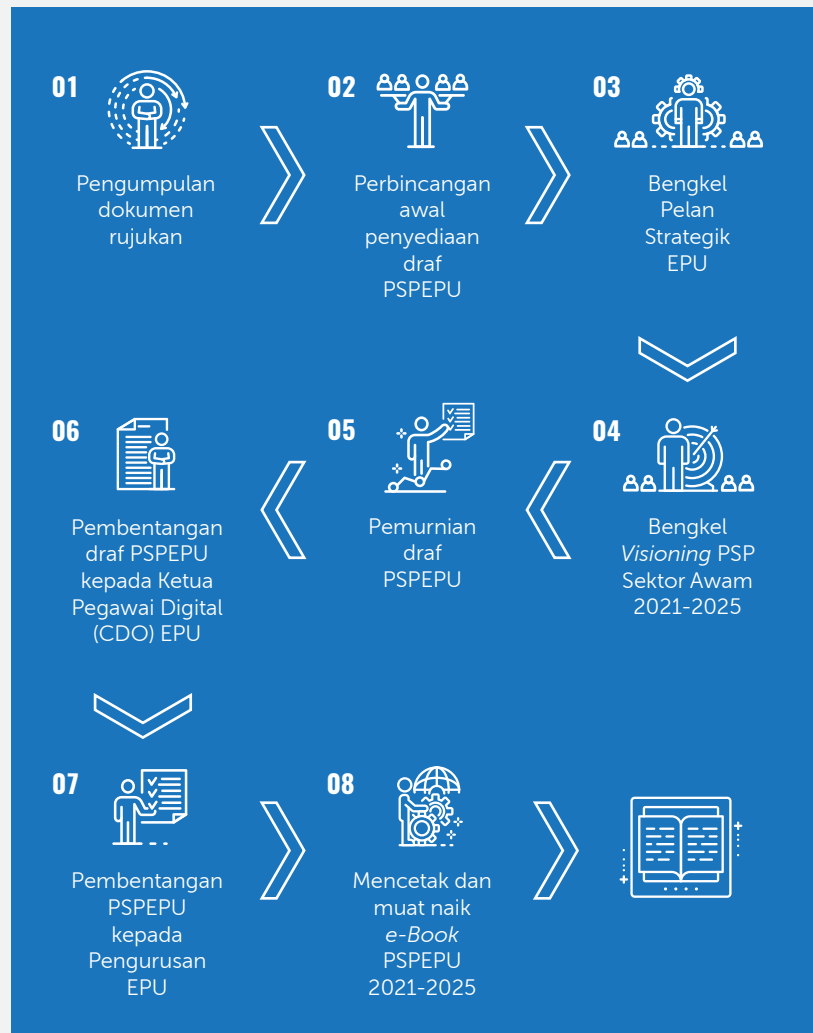 01
Pengumpulan
dokumen
rujukan
02
Perbincangan
awal
penyediaan
draf
PSPEPU
03
Bengkel
Pelan
Strategik
EPU
04
Bengkel
Visioning PSP
Sektor Awam
2021-2025
05
Pemurnian
draf
PSPEPU
06
Pembentangan
draf PSPEPU
kepada Ketua
Pegawai Digital
(CDO) EPU
07
Pembentangan
PSPEPU
kepada
Pengurusan
EPU
08
Mencetak dan
muat naik
e-Book
PSPEPU
2021-2025